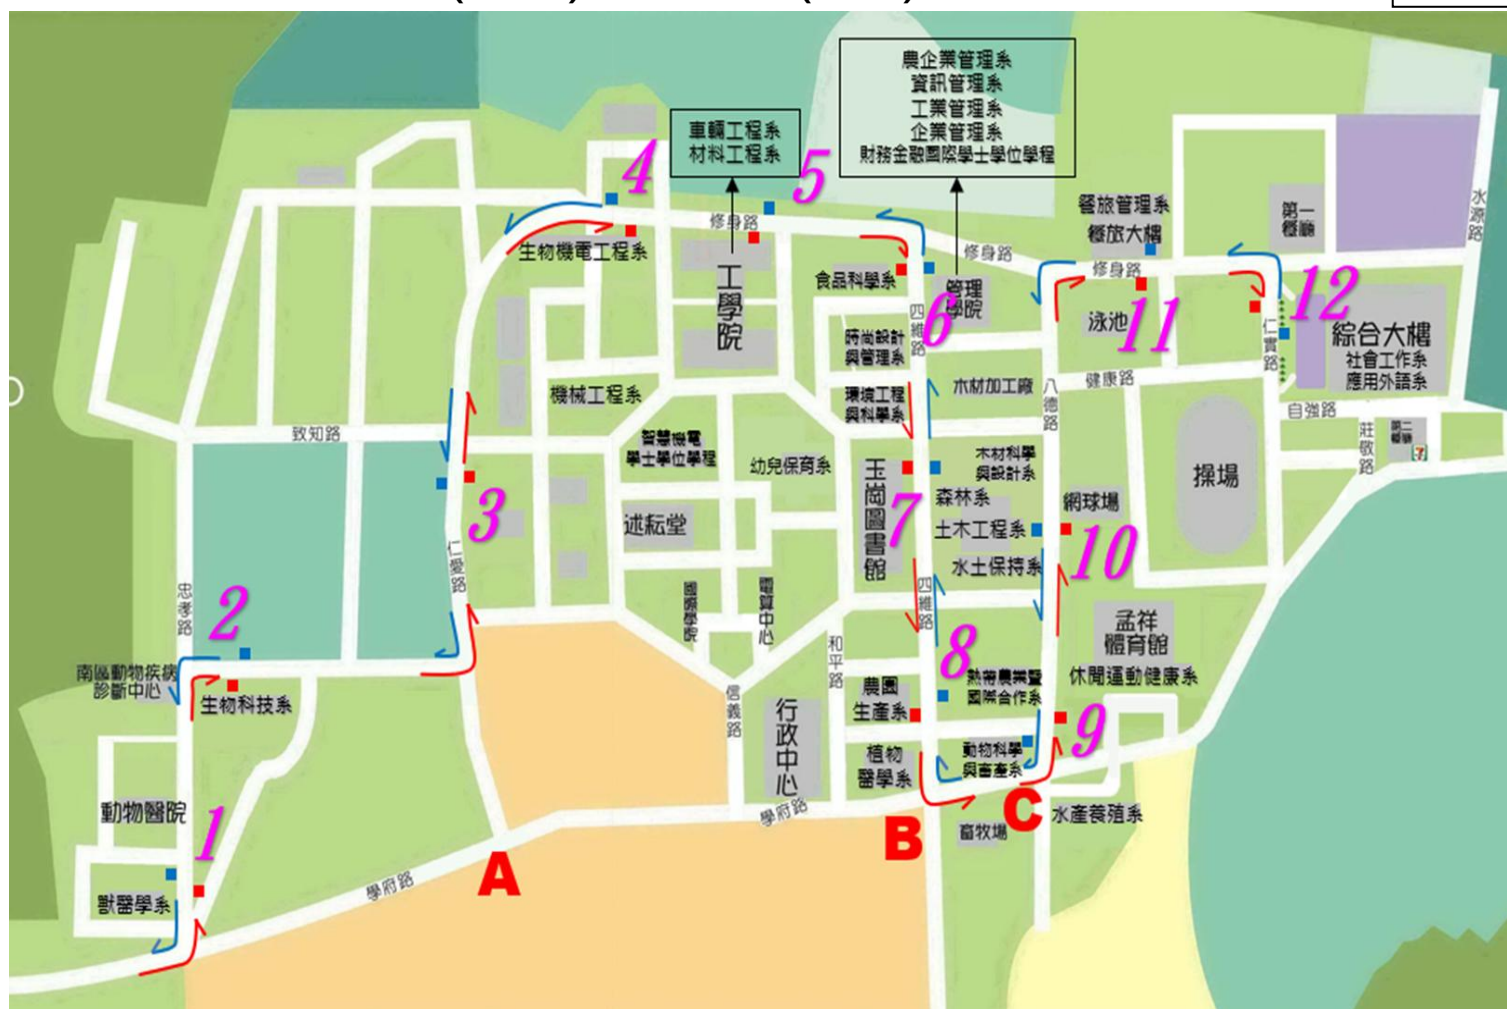 農企業管理系
資訊管理系
工業管理系
企業管理系
財務金融國際學士學位學程
車輛工程系
材料工程系
4
5
修身路
生物機電工程系
工學院
食品科學系
管理
學院
修身路
餐旅管理系
餐旅大樓
修身路
第一
餐廳
水源路
6
四維路
時尚設計
與管理系
泳池
11
12
仁實路
綜合大樓
社會工作系
應用外語系
機械工程系
環境工程
與科學系
木材加工廠
八德路
健康路
自強路
莊敬路
第二
餐廳
7
致知路
智慧機電
學士學位學程
幼兒保育系
玉崗圖書館
木材科學
與設計系
森林系
土木工程系
水土保持系
網球場
操場
3
述耘堂
7
10
仁愛路
忠孝路
2
國際學院
電算中心
和平路
四維路
8
孟祥
體育館
休閒運動健康系
南區動物疾病
診斷中心
生物科技系
信義路
行政中心
農園
生產系
熱帶農業暨
國際合作系
9
植物
醫學系
動物科學
與畜產系
動物醫院
1
學府路
B
C
畜牧場
水產養殖系
獸醫學系
學府路
A